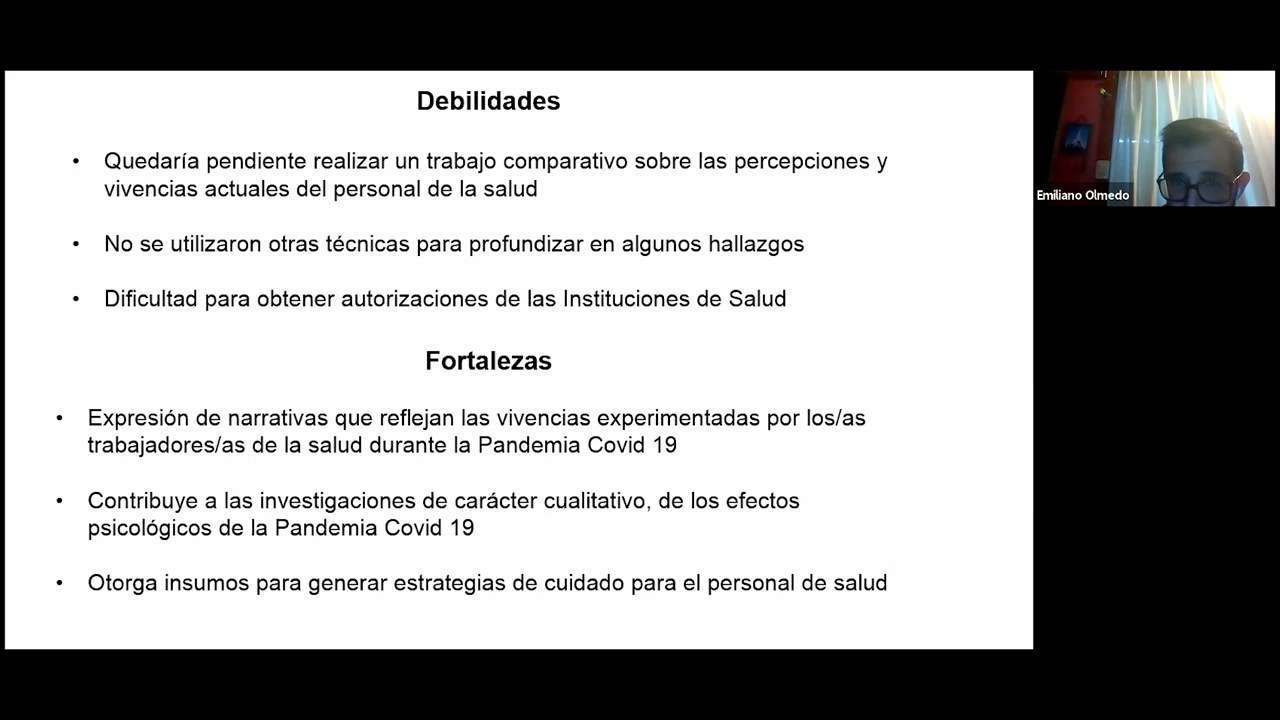 Debilidades
• Quedaría pendiente realizar un trabajo comparativo sobre las percepciones y
vivencias actuales del personal de la salud
• No se utilizaron otras técnicas para profundizar en algunos hallazgos
• Dificultad para obtener autorizaciones de las Instituciones de Salud
Fortalezas
• Expresión de narrativas que reflejan las vivencias experimentadas por los/as
trabajadores/as de la salud durante la Pandemia Covid 19
• Contribuye a las investigaciones de carácter cualitativo, de los efectos
psicológicos de la Pandemia Covid 19
• Otorga insumos para generar estrategias de cuidado para el personal de salud
Emiliano Olmedo